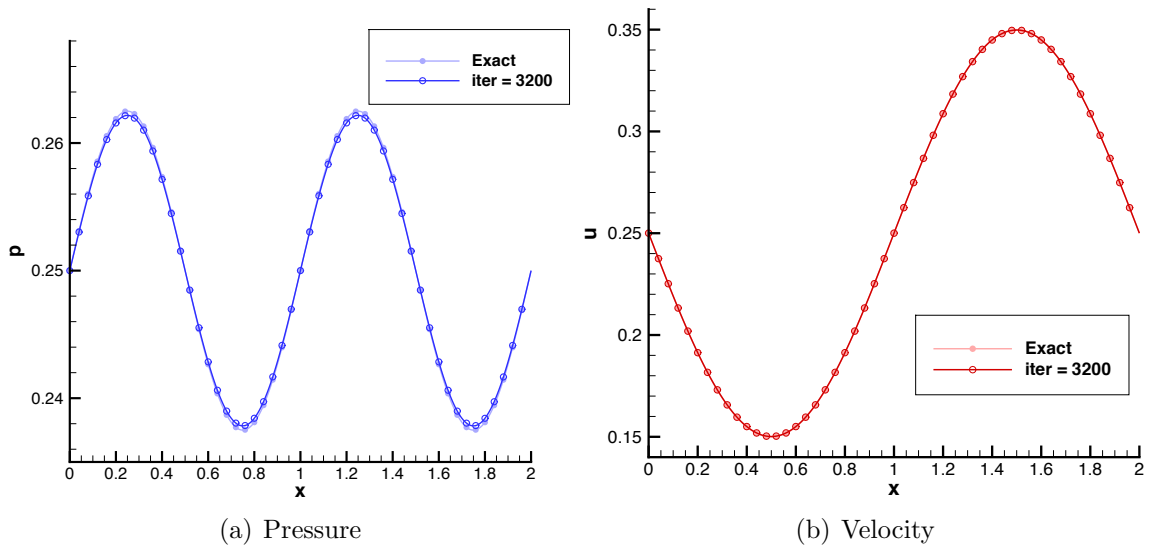 Exact
iter = 3200
0.26
0.25
0.24
p
0 0.2 0.4 0.6 0.8 1 1.2 1.4 1.6 1.8 2
x
(a) Pressure
0.35
0.3
0.25
0.2
0.15
u
Exact
iter = 3200
0 0.2 0.4 0.6 0.8 1 1.2 1.4 1.6 1.8 2
x
(b) Velocity